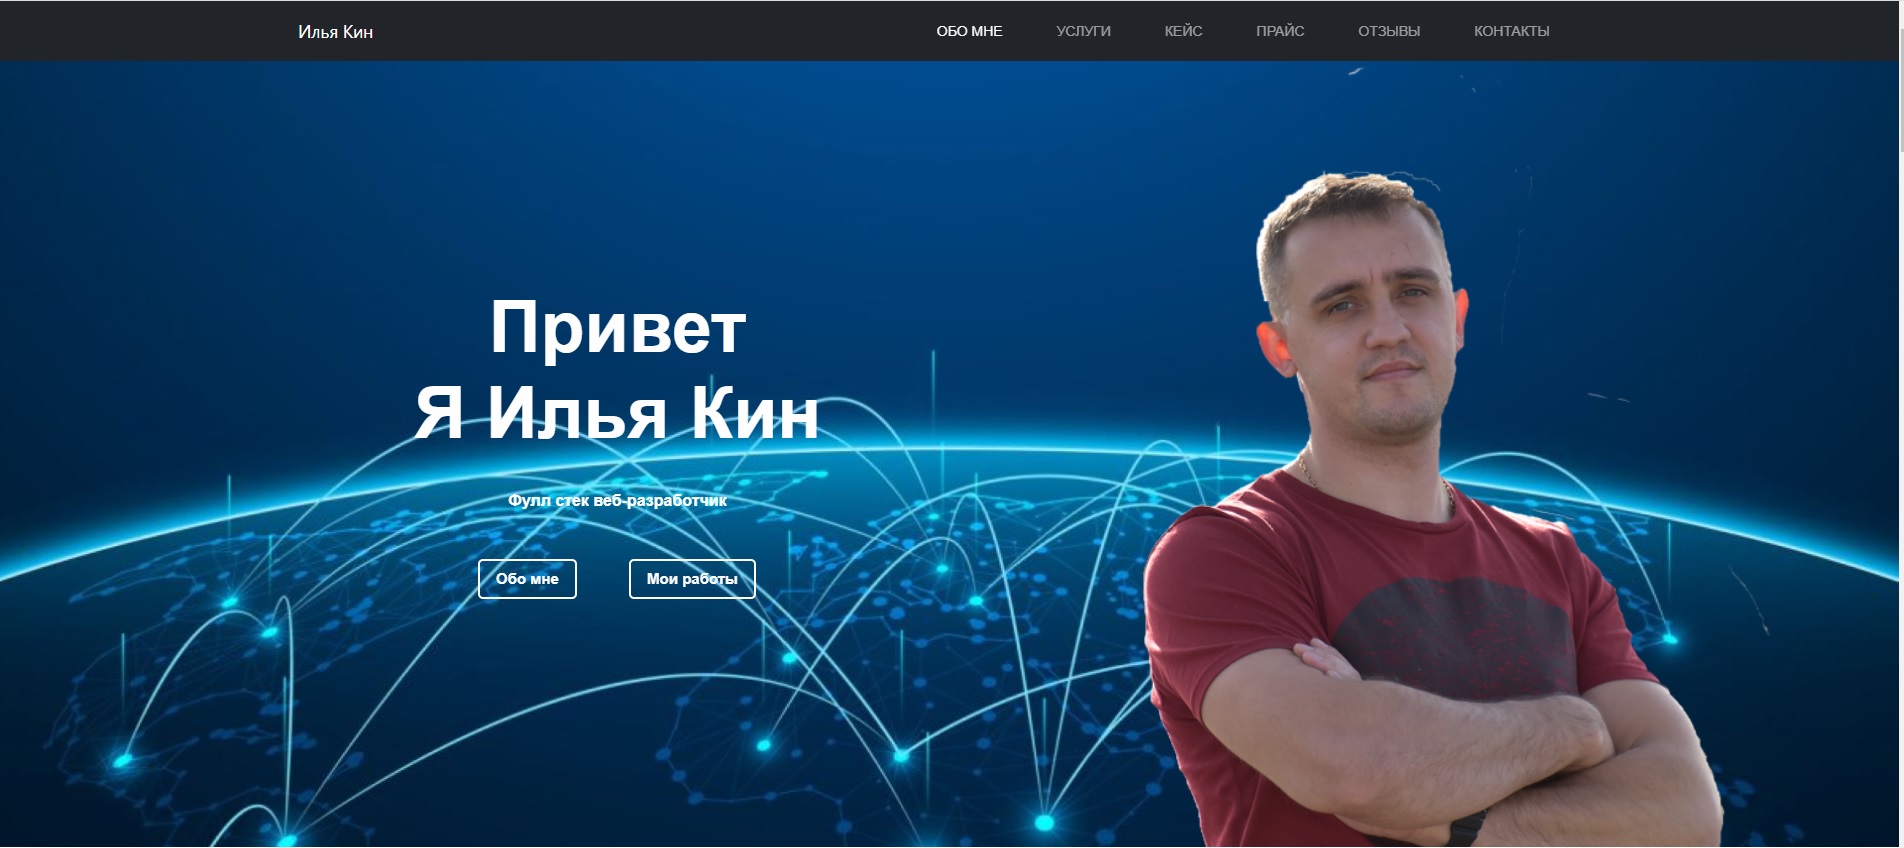 Илья Кин
ОБО МНЕ УСЛУГИ КЕЙС ПРАЙС ОТЗЫВЫ КОНТАКТЫ
Привет
Я Илья Кин
Фулл стек веб-разработчик
Обо мне Мои работы